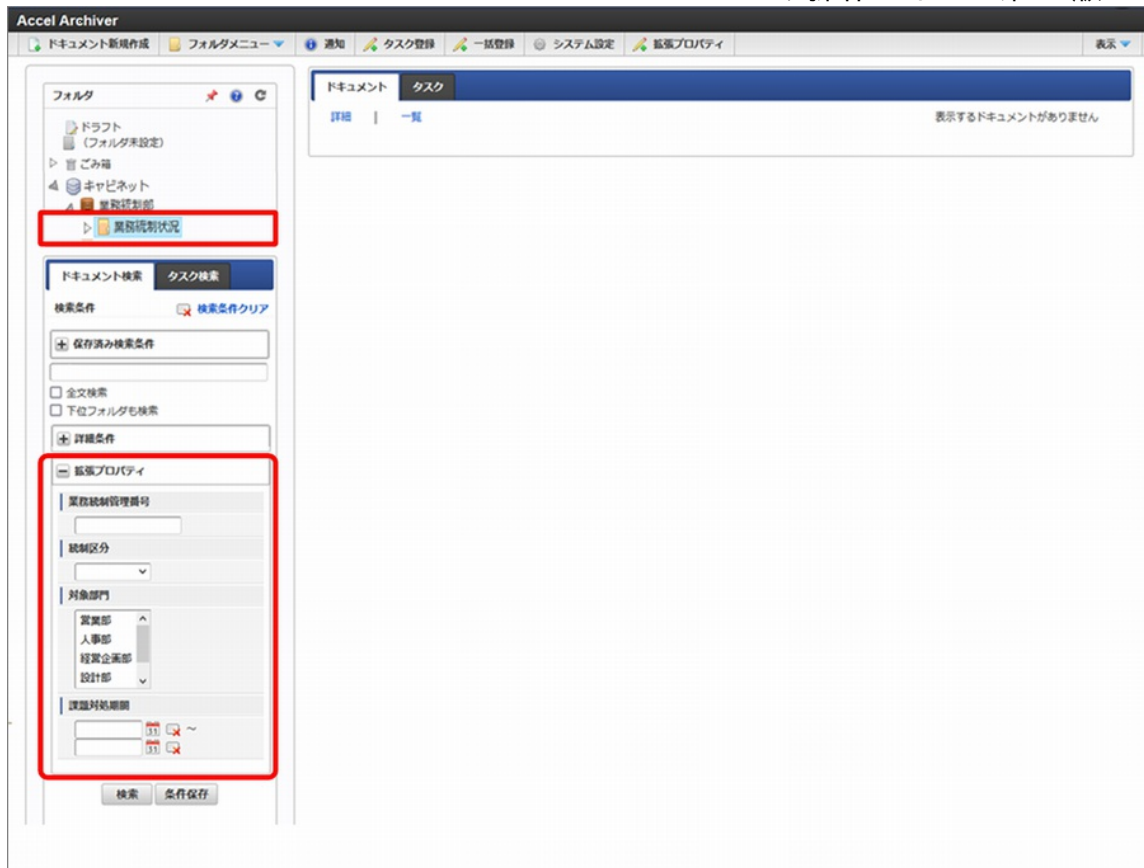 Accel Archiver
ドキュメント新規作成 フォルダメニュー 通知 タスク登録 一括登録 システム設定 拡張プロパティ 表示
フォルダ
ドラフト
(フォルダ未設定)
ごみ箱
キャビネット
業務統制部
業務統制状況
ドキュメント検索 タスク検索
検索条件 検索条件クリア
保存済み検索条件
全文検索
下位フォルダも検索
詳細条件
拡張プロパティ
業務統制管理番号
統制区分
対象部門
営業部
人事部
経営企画部
設計部
課題対処期間
31 ~
31
検索 条件保存
ドキュメント タスク
詳細 | 一覧 表示するドキュメントがありません